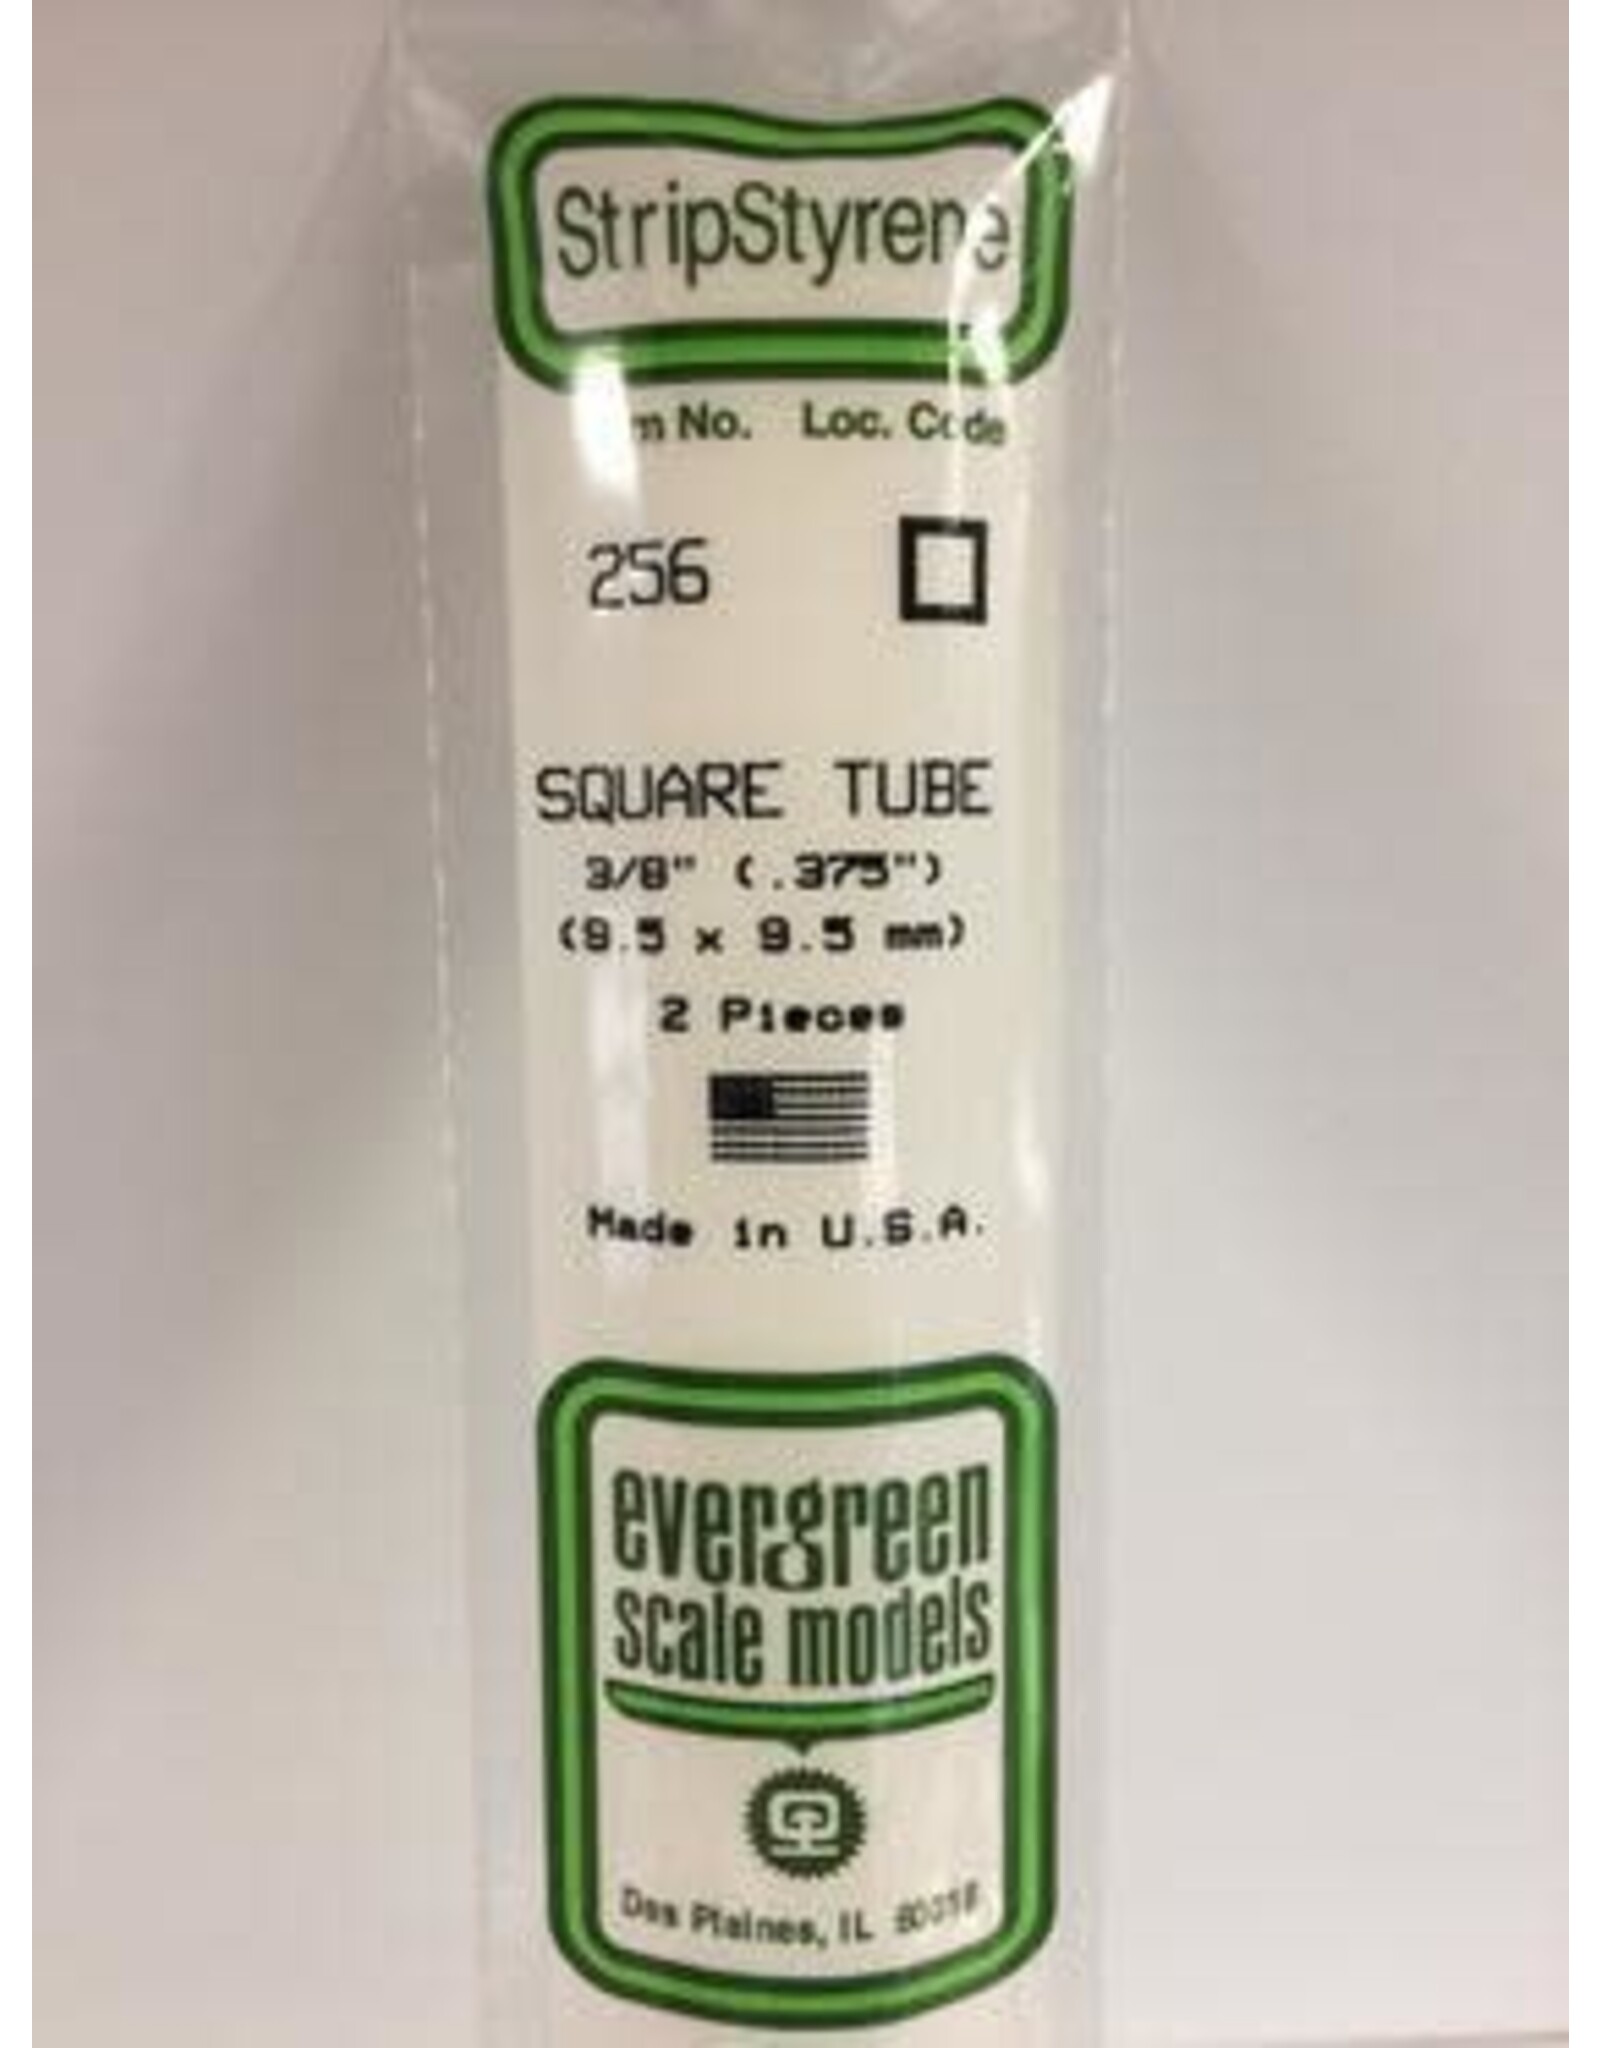 StripStyrene
m No. Loc. Code
256
SQUARE TUBE
3/8" (.375")
(9.5 x 9.5 mm)
2 Pieces
Made in U.S.A.
evergreen
scale models
Des Plaines, IL